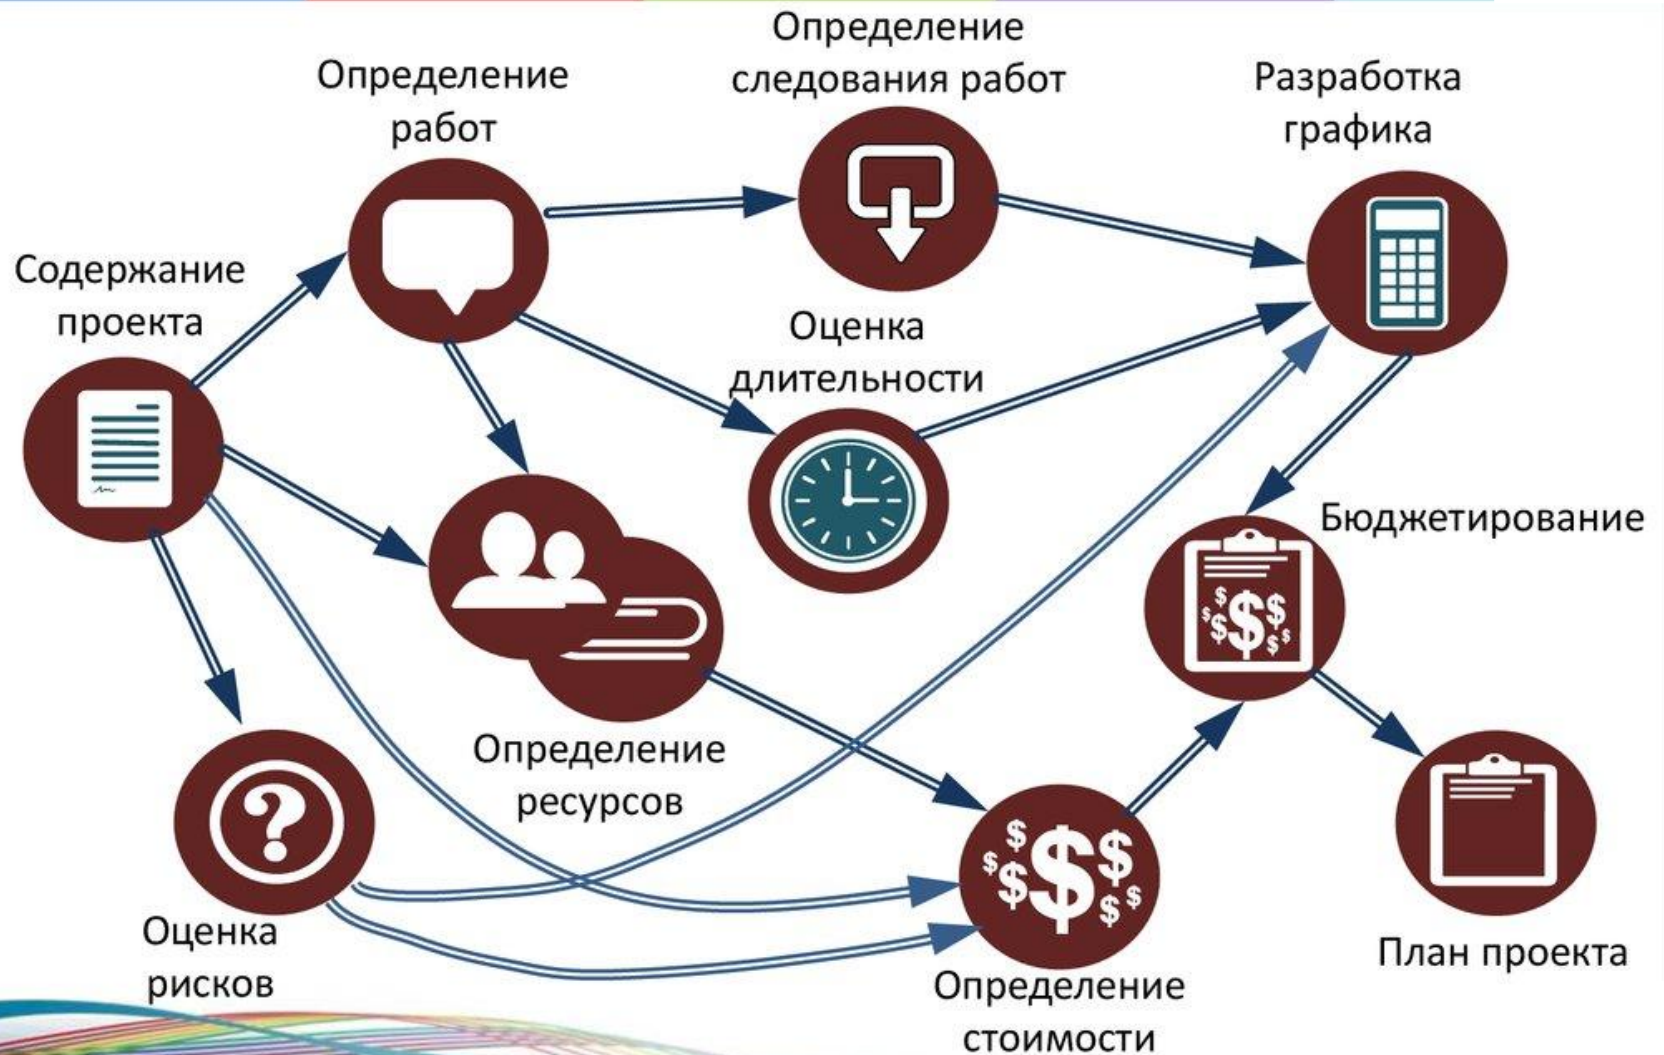 Определение
следования работ
Определение
работ
Разработка
графика
Содержание
проекта
Оценка
длительности
Бюджетирование
Определение
ресурсов
Оценка
рисков
Определение
стоимости
План проекта